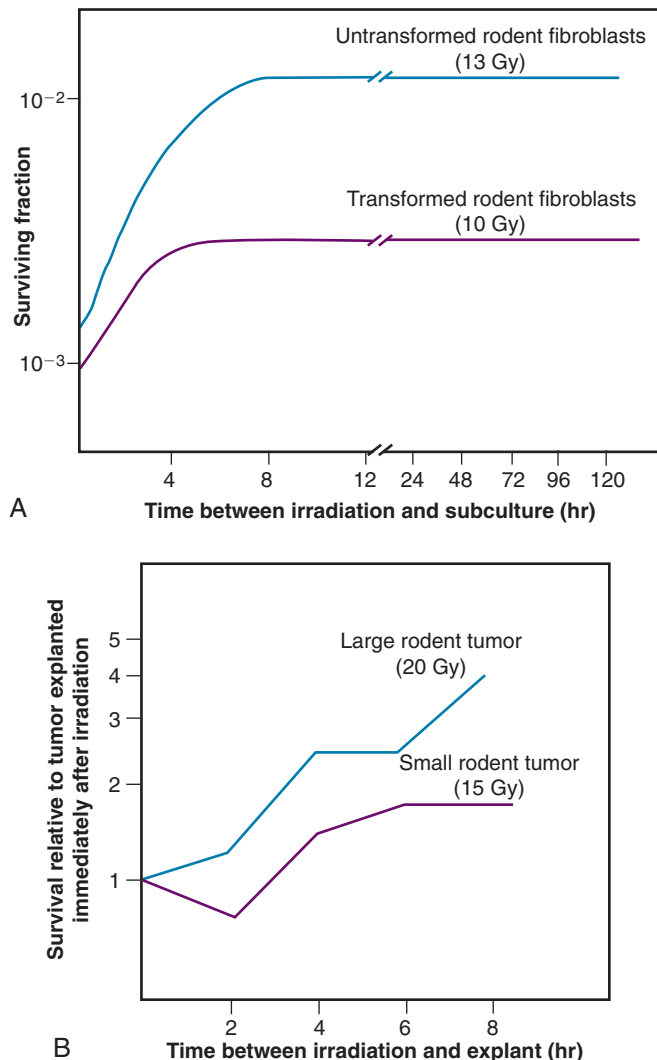 Untransformed rodent fibroblasts
(13 Gy)
10−2
Transformed rodent fibroblasts
(10 Gy)
Surviving fraction
10−3
4 8 12 24 48 72 96 120
A
Time between irradiation and subculture (hr)
Survival relative to tumor explanted
immediately after irradiation
5
4
3
2
1
Large rodent tumor
(20 Gy)
Small rodent tumor
(15 Gy)
2 4 6 8
B
Time between irradiation and explant (hr)